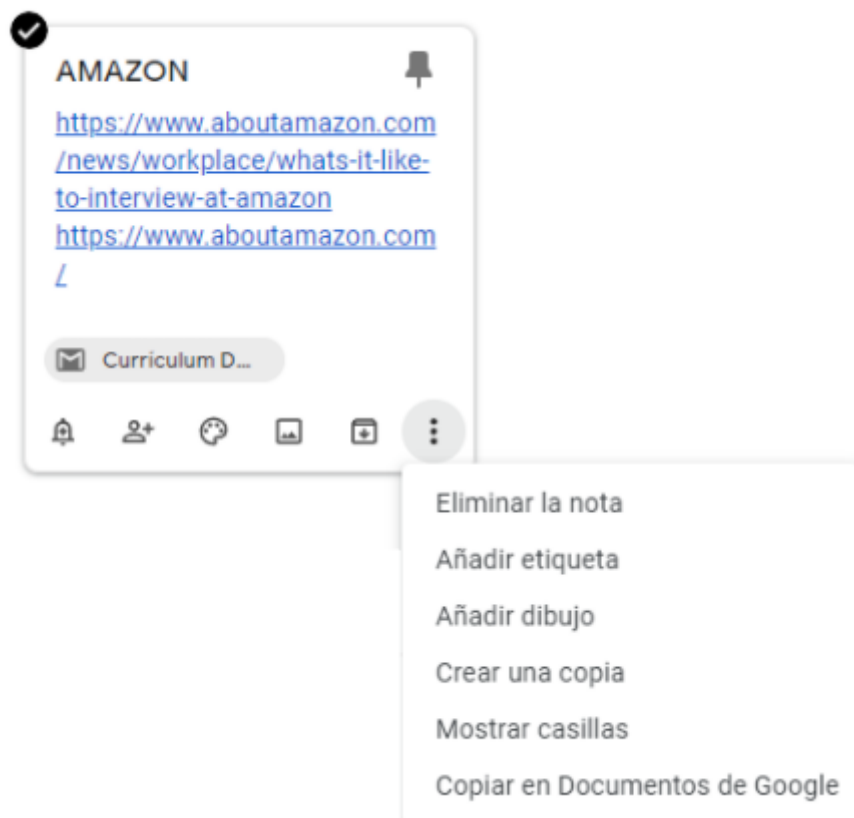 AMAZON
https://www.aboutamazon.com
/news/workplace/whats-it-like-
to-interview-at-amazon
https://www.aboutamazon.com
/
Curriculum D...
Eliminar la nota
Añadir etiqueta
Añadir dibujo
Crear una copia
Mostrar casillas
Copiar en Documentos de Google